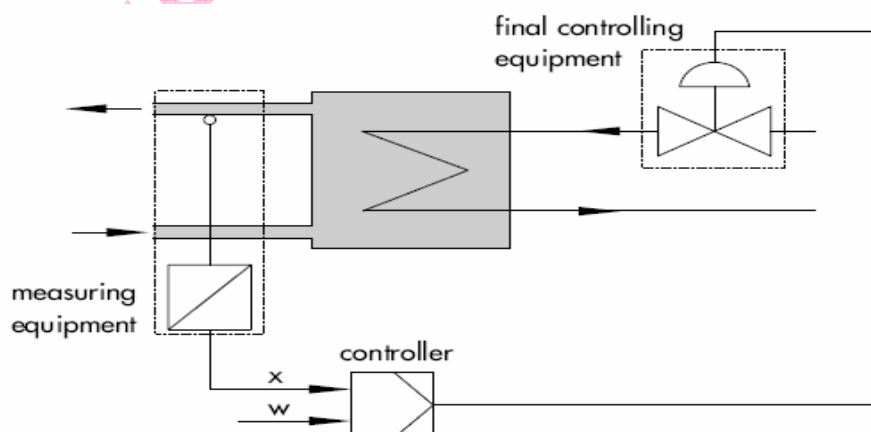 final controlling
equipment
measuring
equipment
controller
x
w